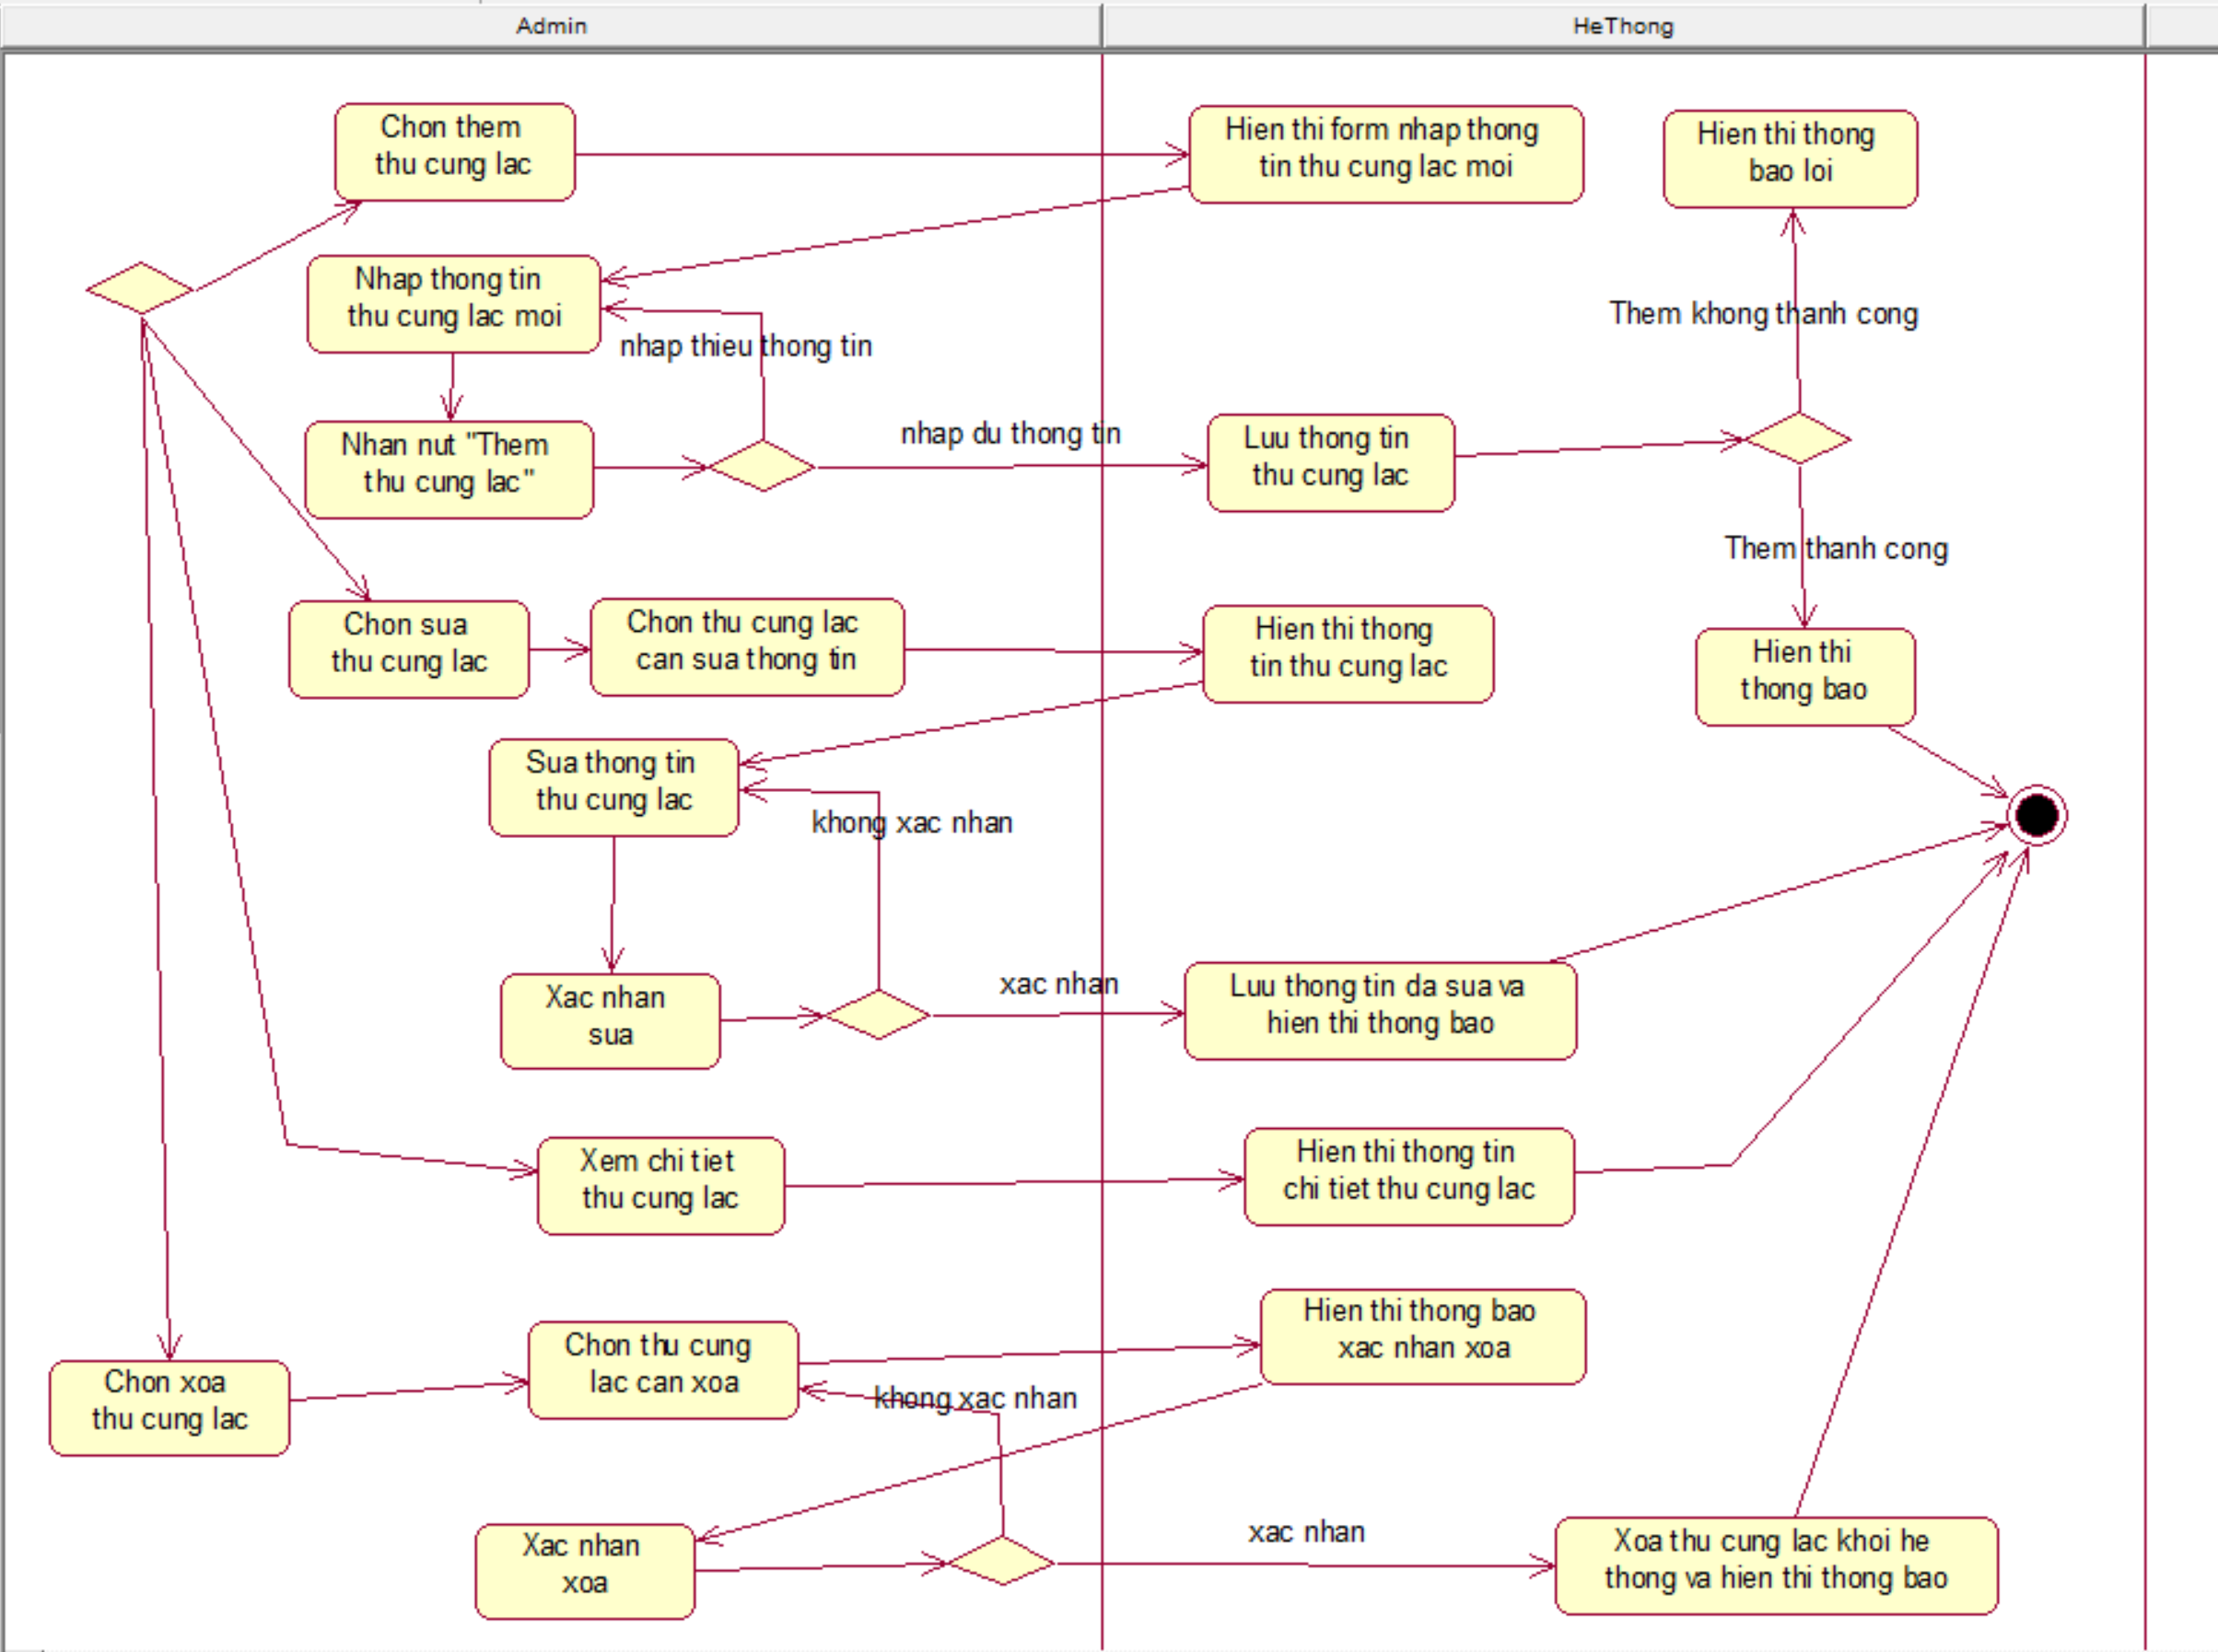 Admin
HeThong
Chon them
thu cung lac
Hien thi form nhap thong
tin thu cung lac moi
Hien thi thong
bao loi
Nhap thong tin
thu cung lac moi
nhap thieu thong tin
Them khong thanh cong
Nhan nut "Them
thu cung lac"
nhap du thong tin
Luu thong tin
thu cung lac
Them thanh cong
Chon sua
thu cung lac
Chon thu cung lac
can sua thong tin
Hien thi thong
tin thu cung lac
Hien thi
thong bao
Sua thong tin
thu cung lac
khong xac nhan
Xac nhan
sua
xac nhan
Luu thong tin da sua va
hien thi thong bao
Xem chi tiet
thu cung lac
Hien thi thong tin
chi tiet thu cung lac
Chon xoa
thu cung lac
Chon thu cung
lac can xoa
Hien thi thong bao
xac nhan xoa
khong xac nhan
Xac nhan
xoa
xac nhan
Xoa thu cung lac khoi he
thong va hien thi thong bao